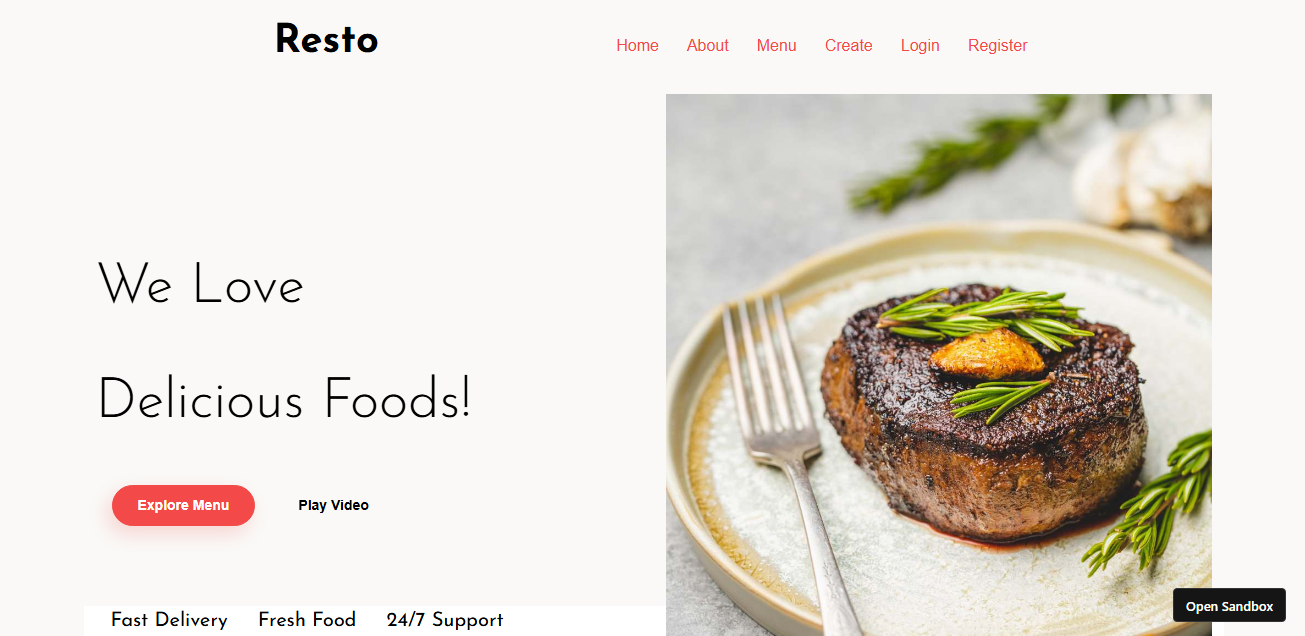 Resto
Home About Menu Create Login Register
We Love
Delicious Foods!
Explore Menu Play Video
Fast Delivery Fresh Food 24/7 Support
Open Sandbox